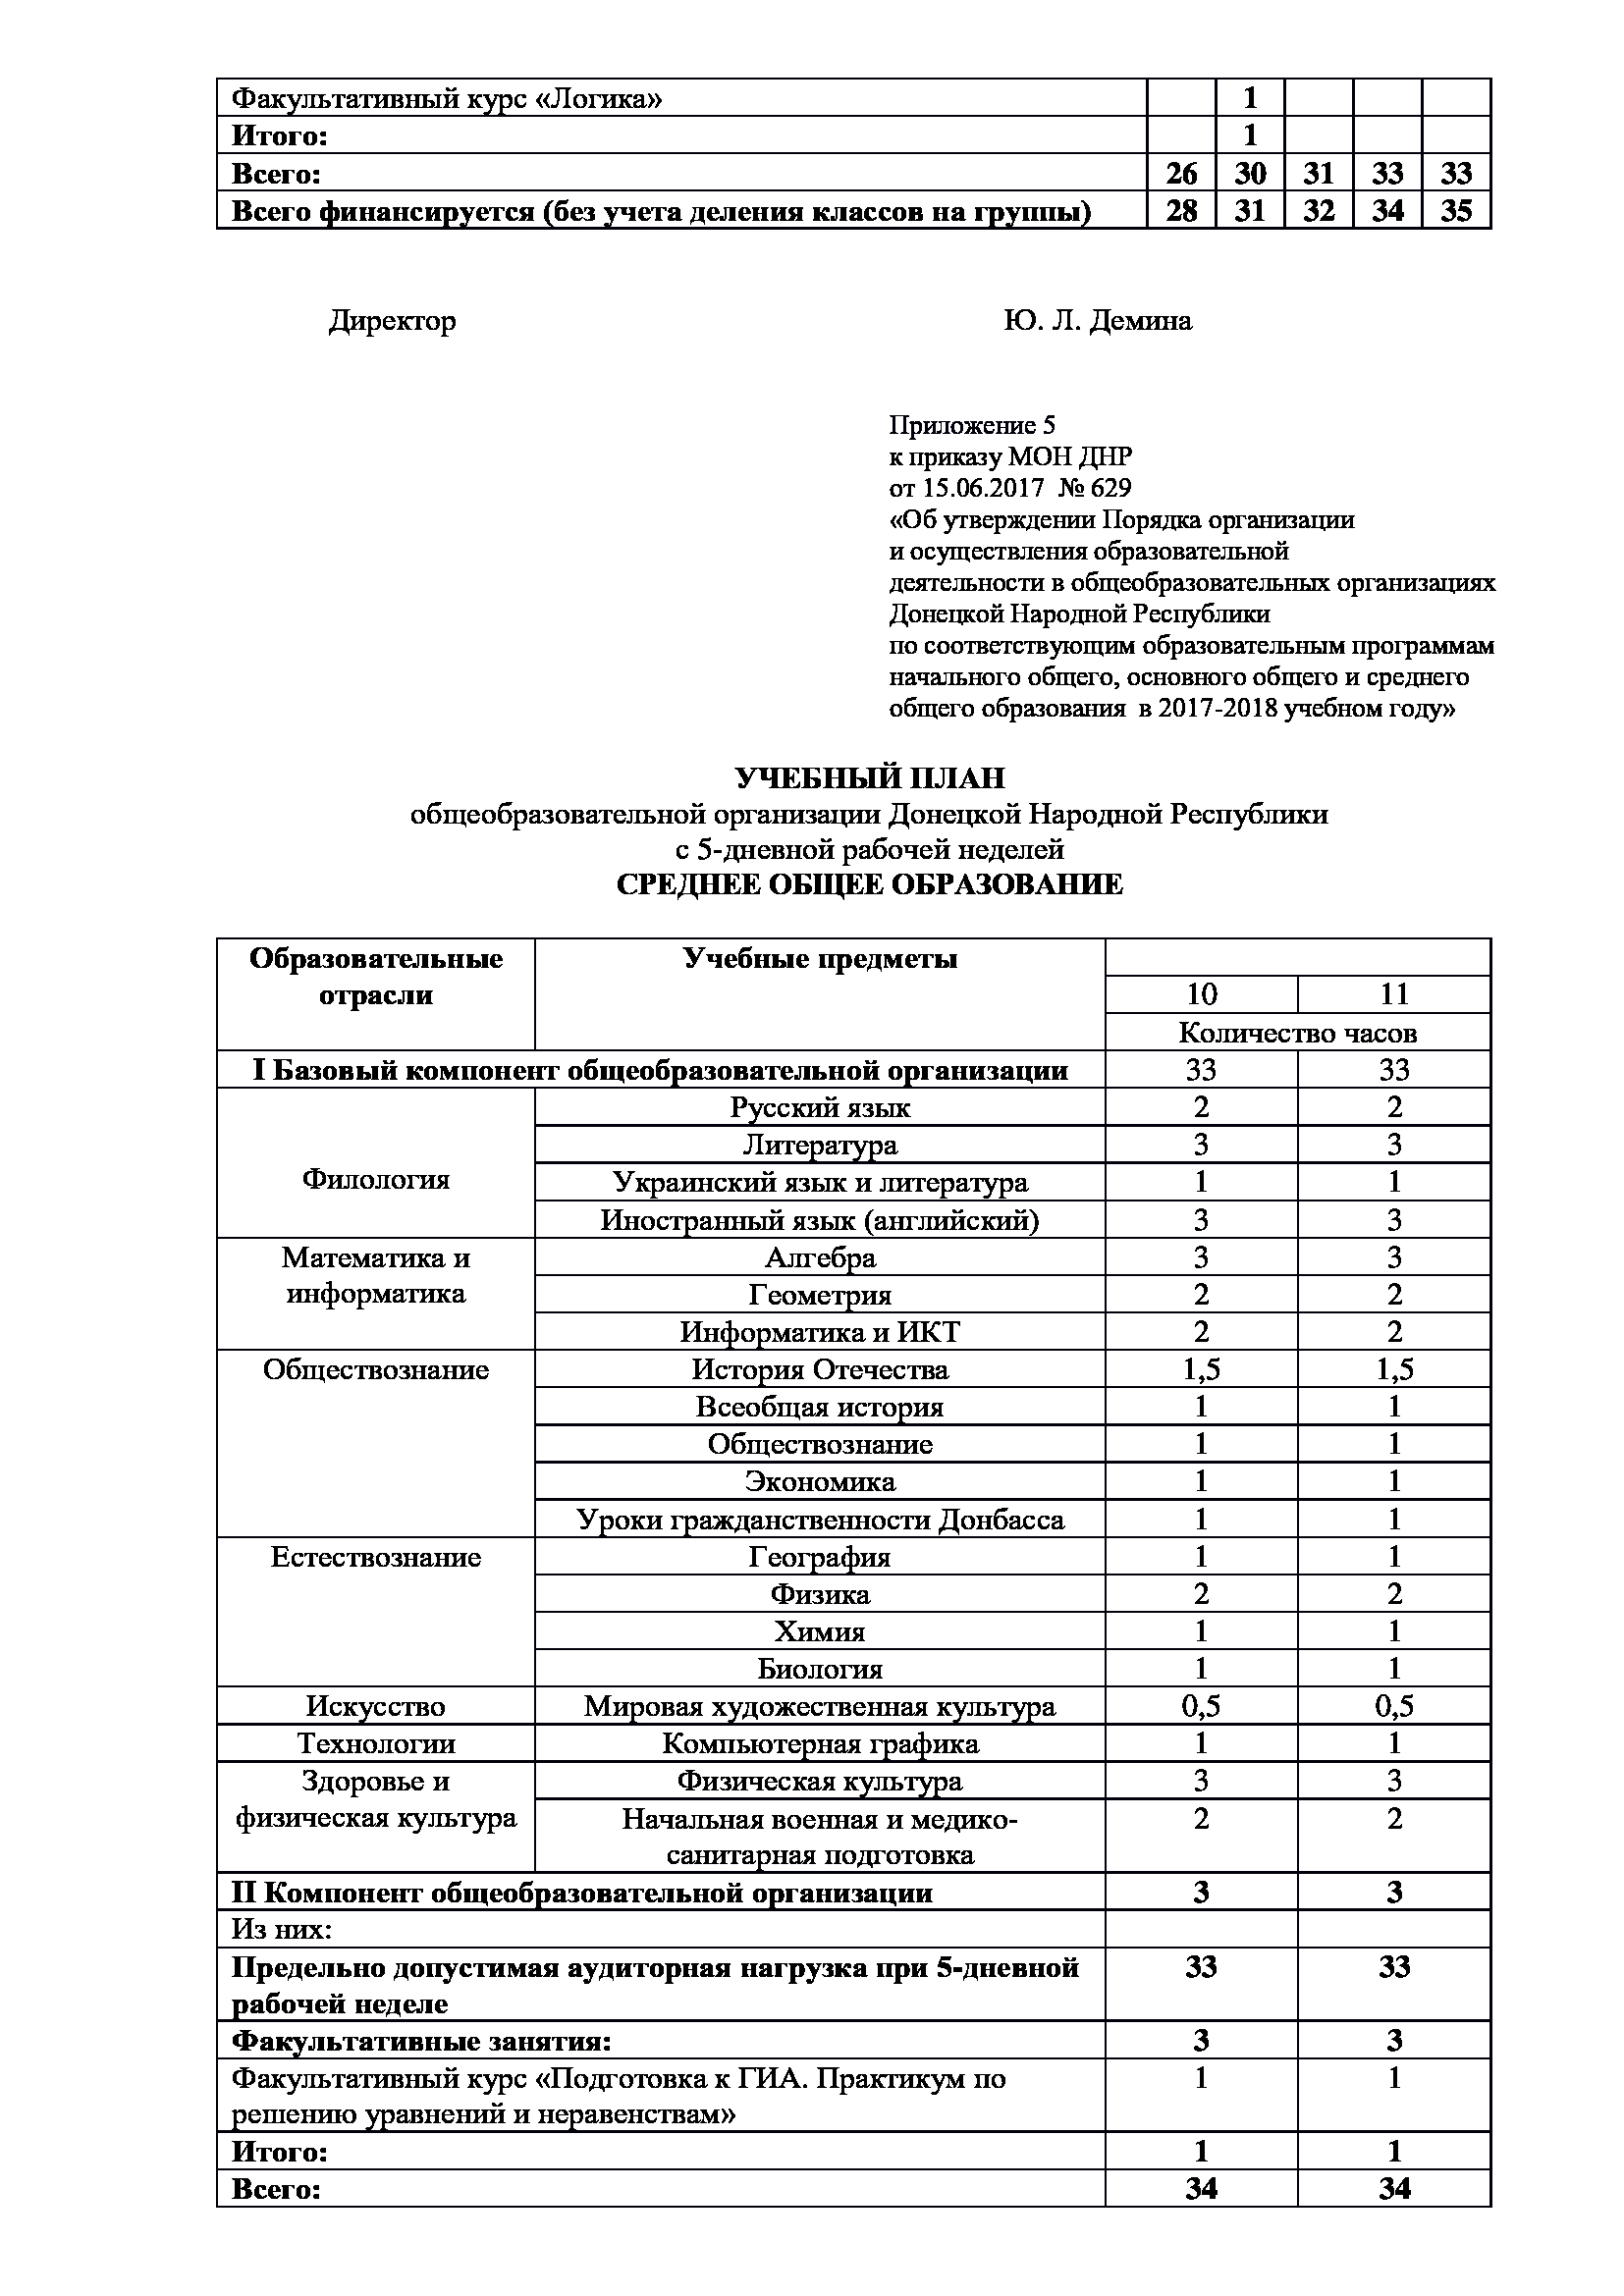 Факультативный курс «Логика» 1
Итого: 1
Всего: 26 30 31 33 33
Всего финансируется (без учета деления классов на группы) 28 31 32 34 35
Директор Ю. Л. Демина
Приложение 5
к приказу МОН ДНР
от 15.06.2017 № 629
«Об утверждении Порядка организации
и осуществления образовательной
деятельности в общеобразовательных организациях
Донецкой Народной Республики
по соответствующим образовательным программам
начального общего, основного общего и среднего
общего образования в 2017-2018 учебном году»
УЧЕБНЫЙ ПЛАН
общеобразовательной организации Донецкой Народной Республики
с 5-дневной рабочей неделей
СРЕДНЕЕ ОБЩЕЕ ОБРАЗОВАНИЕ
Образовательные Учебные предметы
отрасли 10 11
Количество часов
I Базовый компонент общеобразовательной организации 33 33
Русский язык 2 2
Литература 3 3
Филология
Украинский язык и литература 1 1
Иностранный язык (английский) 3 3
Математика и Алгебра 3 3
информатика Геометрия 2 2
Информатика и ИКТ 2 2
Обществознание История Отечества 1,5 1,5
Всеобщая история 1 1
Обществознание 1 1
Экономика 1 1
Уроки гражданственности Донбасса 1 1
Естествознание География 1 1
Физика 2 2
Химия 1 1
Биология 1 1
Искусство Мировая художественная культура 0,5 0,5
Технологии Компьютерная графика 1 1
Здоровье и Физическая культура 3 3
физическая культура Начальная военная и медико- 2 2
санитарная подготовка
II Компонент общеобразовательной организации 3 3
Из них:
Предельно допустимая аудиторная нагрузка при 5-дневной 33 33
рабочей неделе
Факультативные занятия: 3 3
Факультативный курс «Подготовка к ГИА. Практикум по 1 1
решению уравнений и неравенствам»
Итого: 1 1
Всего: 34 34